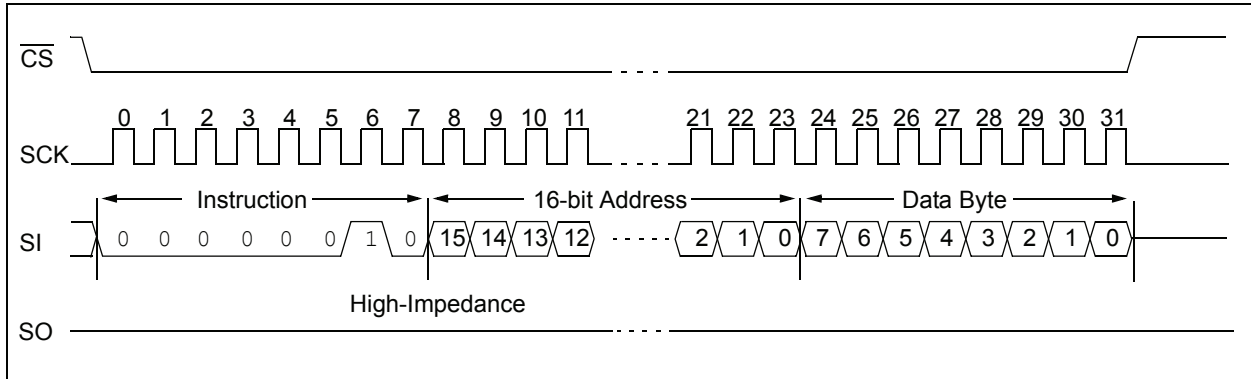 CS
0 1 2 3 4 5 6 7 8 9 10 11 21 22 23 24 25 26 27 28 29 30 31
SCK
Instruction 16-bit Address Data Byte
SI 0 0 0 0 0 0 1 0 15 14 13 12 2 1 0 7 6 5 4 3 2 1 0
High-Impedance
SO